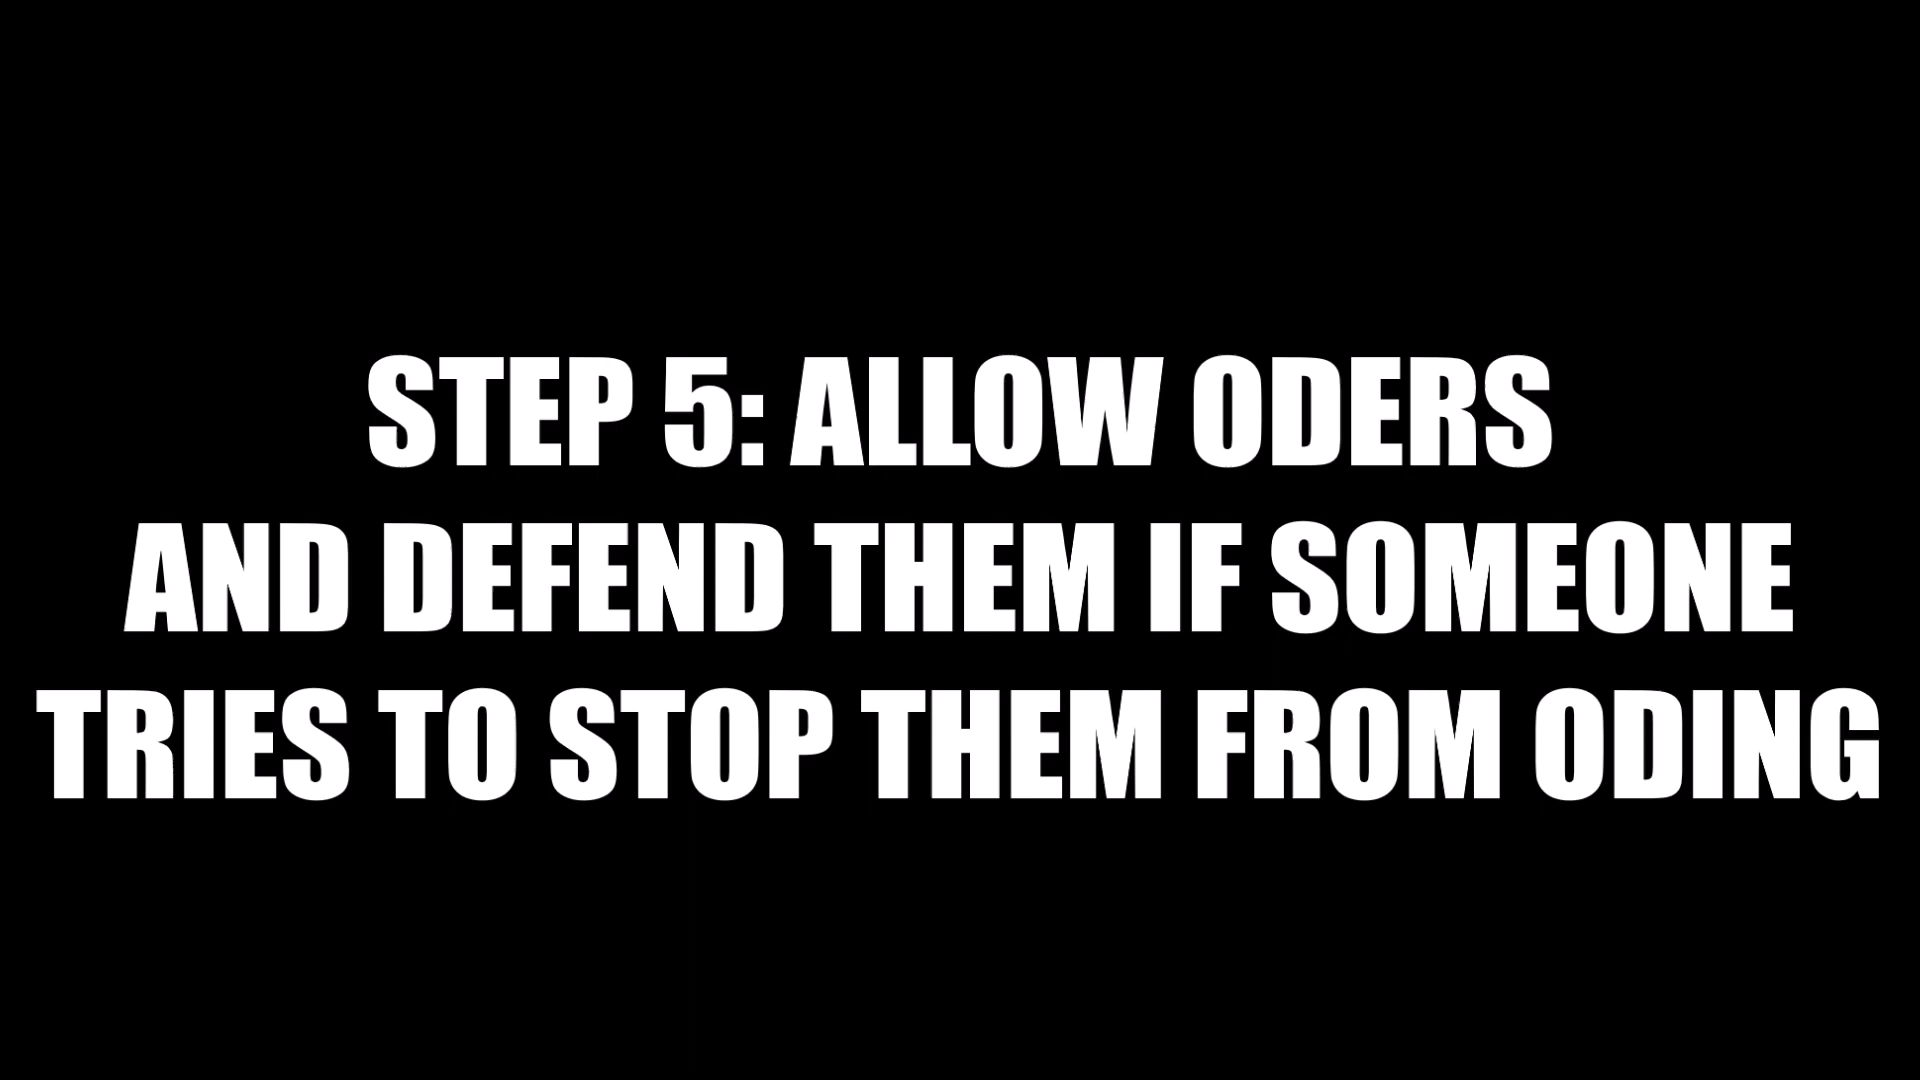 STEP 5: ALLOW ODERS
AND DEFEND THEM IF SOMEONE
TRIES TO STOP THEM FROM ODING